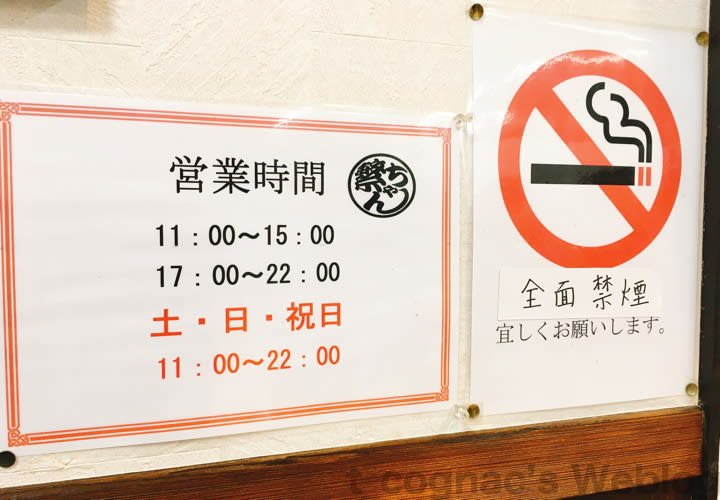 営業時間
ちゃん祭
11：00〜15：00
17：00〜22：00
土・日・祝日
11：00〜22：00
全面禁煙
宜しくお願いします。
cognac's Weblog